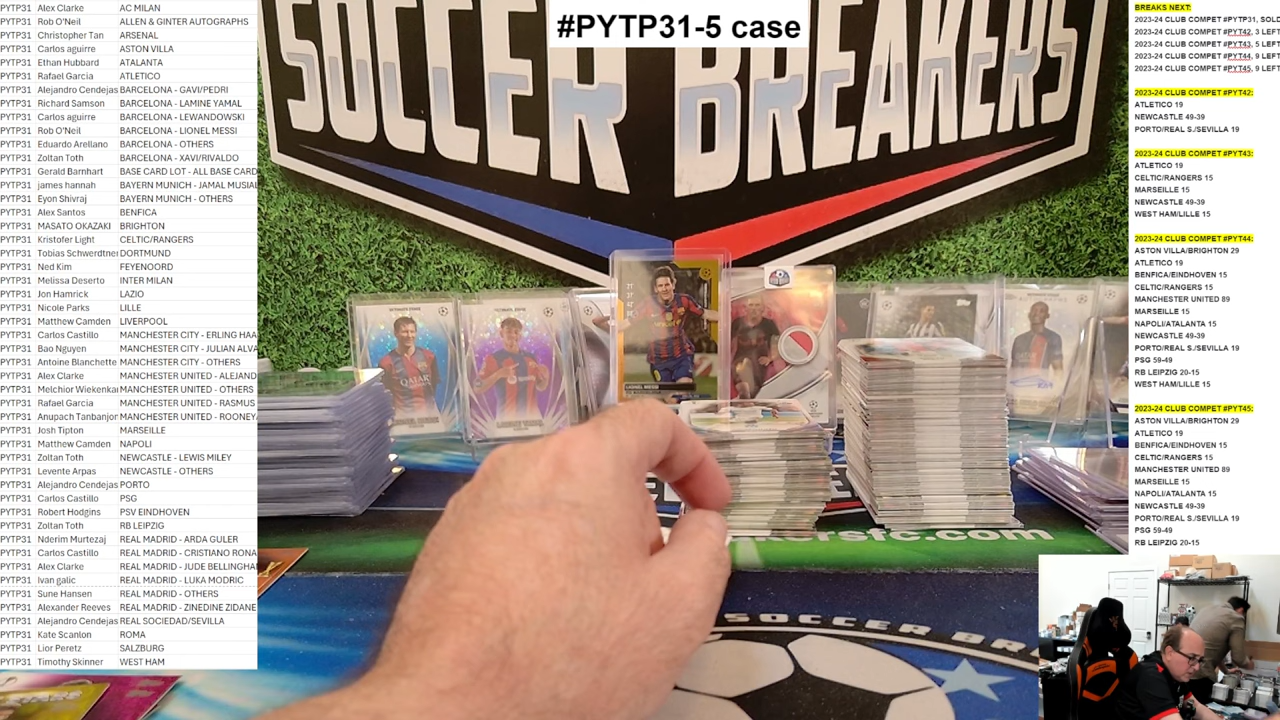 #PYTP31-5 case
SOCCER BREAKERS
PYTP31 Alex Clarke AC MILAN
PYTP31 Rob O'Neil ALLEN & GINTER AUTOGRAPHS
PYTP31 Christopher Tan ARSENAL
PYTP31 Carlos aguirre ASTON VILLA
PYTP31 Ethan Hubbard ATALANTA
PYTP31 Rafael Garcia ATLETICO
PYTP31 Alejandro Cendejas BARCELONA - GAVI/PEDRI
PYTP31 Richard Samson BARCELONA - LAMINE YAMAL
PYTP31 Carlos aguirre BARCELONA - LEWANDOWSKI
PYTP31 Rob O'Neil BARCELONA - LIONEL MESSI
PYTP31 Eduardo Arellano BARCELONA - OTHERS
PYTP31 Zoltan Toth BARCELONA - XAVI/RIVALDO
PYTP31 Gerald Barnhart BASE CARD LOT - ALL BASE CARD
PYTP31 james hannah BAYERN MUNICH - JAMAL MUSIAL
PYTP31 Eyon Shivraj BAYERN MUNICH - OTHERS
PYTP31 Alex Santos BENFICA
PYTP31 MASATO OKAZAKI BRIGHTON
PYTP31 Kristofer Light CELTIC/RANGERS
PYTP31 Tobias Schwerdtner DORTMUND
PYTP31 Ned Kim FEYENOORD
PYTP31 Melissa Deserto INTER MILAN
PYTP31 Jon Hamrick LAZIO
PYTP31 Nicole Parks LILLE
PYTP31 Matthew Camden LIVERPOOL
PYTP31 Carlos Castillo MANCHESTER CITY - ERLING HAA
PYTP31 Bao Nguyen MANCHESTER CITY - JULIAN ALVA
PYTP31 Antoine Blanchette MANCHESTER CITY - OTHERS
PYTP31 Alex Clarke MANCHESTER UNITED - ALEJAND
PYTP31 Melchior Wiekenkar MANCHESTER UNITED - OTHERS
PYTP31 Rafael Garcia MANCHESTER UNITED - RASMUS
PYTP31 Anupach Tanbanjor MANCHESTER UNITED - ROONEY
PYTP31 Josh Tipton MARSEILLE
PYTP31 Matthew Camden NAPOLI
PYTP31 Zoltan Toth NEWCASTLE - LEWIS MILEY
PYTP31 Levente Arpas NEWCASTLE - OTHERS
PYTP31 Alejandro Cendejas PORTO
PYTP31 Carlos Castillo PSG
PYTP31 Robert Hodgins PSV EINDHOVEN
PYTP31 Zoltan Toth RB LEIPZIG
PYTP31 Nderim Murtezaj REAL MADRID - ARDA GULER
PYTP31 Carlos Castillo REAL MADRID - CRISTIANO RONA
PYTP31 Alex Clarke REAL MADRID - JUDE BELLINGHA
PYTP31 Ivan galic REAL MADRID - LUKA MODRIC
PYTP31 Sune Hansen REAL MADRID - OTHERS
PYTP31 Alexander Reeves REAL MADRID - ZINEDINE ZIDANE
PYTP31 Alejandro Cendejas REAL SOCIEDAD/SEVILLA
PYTP31 Kate Scanlon ROMA
PYTP31 Lior Peretz SALZBURG
PYTP31 Timothy Skinner WEST HAM
LIONEL MESSI
QATAR
ersfc.com
SOCCER BRE
BREAKS NEXT:
2023-24 CLUB COMPET #PYTP31, SOLD
2023-24 CLUB COMPET #PYT42, 3 LEFT
2023-24 CLUB COMPET #PYT43, 5 LEFT
2023-24 CLUB COMPET #PYT44, 9 LEFT
2023-24 CLUB COMPET #PYT45, 9 LEFT
2023-24 CLUB COMPET #PYT42:
ATLETICO 19
NEWCASTLE 49-39
PORTO/REAL S./SEVILLA 19
2023-24 CLUB COMPET #PYT43:
ATLETICO 19
CELTIC/RANGERS 15
MARSEILLE 15
NEWCASTLE 49-39
WEST HAM/LILLE 15
2023-24 CLUB COMPET #PYT44:
ASTON VILLA/BRIGHTON 29
ATLETICO 19
BENFICA/EINDHOVEN 15
CELTIC/RANGERS 15
MANCHESTER UNITED 89
MARSEILLE 15
NAPOLI/ATALANTA 15
NEWCASTLE 49-39
PORTO/REAL S./SEVILLA 19
PSG 59-49
RB LEIPZIG 20-15
WEST HAM/LILLE 15
2023-24 CLUB COMPET #PYT45:
ASTON VILLA/BRIGHTON 29
ATLETICO 19
BENFICA/EINDHOVEN 15
CELTIC/RANGERS 15
MANCHESTER UNITED 89
MARSEILLE 15
NAPOLI/ATALANTA 15
NEWCASTLE 49-39
PORTO/REAL S./SEVILLA 19
PSG 59-49
RB LEIPZIG 20-15